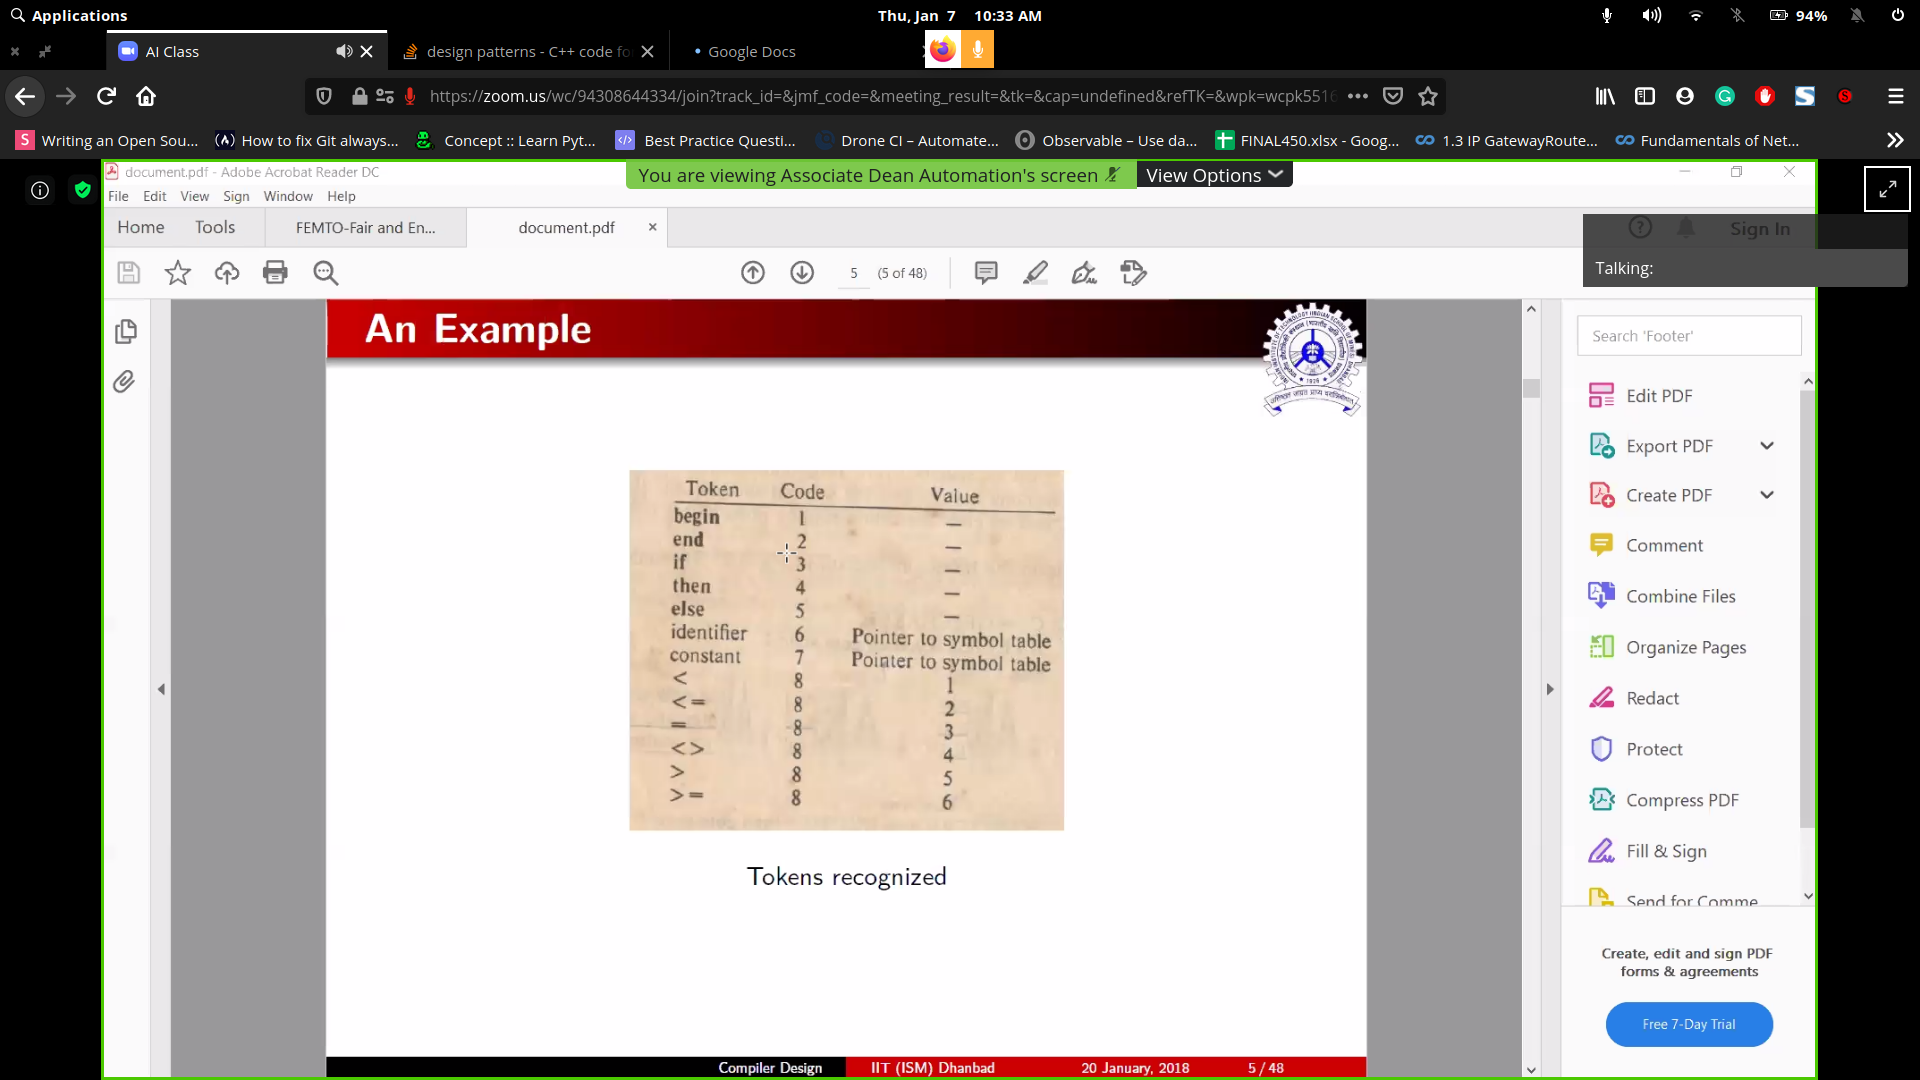 Applications
Thu, Jan 7 10:33 AM
94%
AI Class
design patterns - C++ code fo
• Google Docs
https://zoom.us/wc/94308644334/join?track_id=&jmf_code=&meeting_result=&tk=&cap=undefined&refTK=&wpk=wcpk5516
Writing an Open Sou...
How to fix Git always...
Concept :: Learn Pyt...
Best Practice Questi...
Drone CI – Automate...
Observable – Use da...
FINAL450.xlsx - Goog...
1.3 IP GatewayRoute...
Fundamentals of Net...
document.pdf - Adobe Acrobat Reader DC
You are viewing Associate Dean Automation's screen
View Options
File Edit View Sign Window Help
Home Tools
FEMTO-Fair and En...
document.pdf
Sign In
Talking:
5 (5 of 48)
An Example
Token Code Value
begin 1 —
end 2 —
if 3 —
then 4 —
else 5 —
identifier 6 Pointer to symbol table
constant 7 Pointer to symbol table
< 8 1
<= 8 2
= 8 3
<> 8 4
> 8 5
>= 8 6
Tokens recognized
Compiler Design IIT (ISM) Dhanbad 20 January, 2018 5 / 48
Search 'Footer'
Edit PDF
Export PDF
Create PDF
Comment
Combine Files
Organize Pages
Redact
Protect
Compress PDF
Fill & Sign
Send for Comme
Create, edit and sign PDF
forms & agreements
Free 7-Day Trial